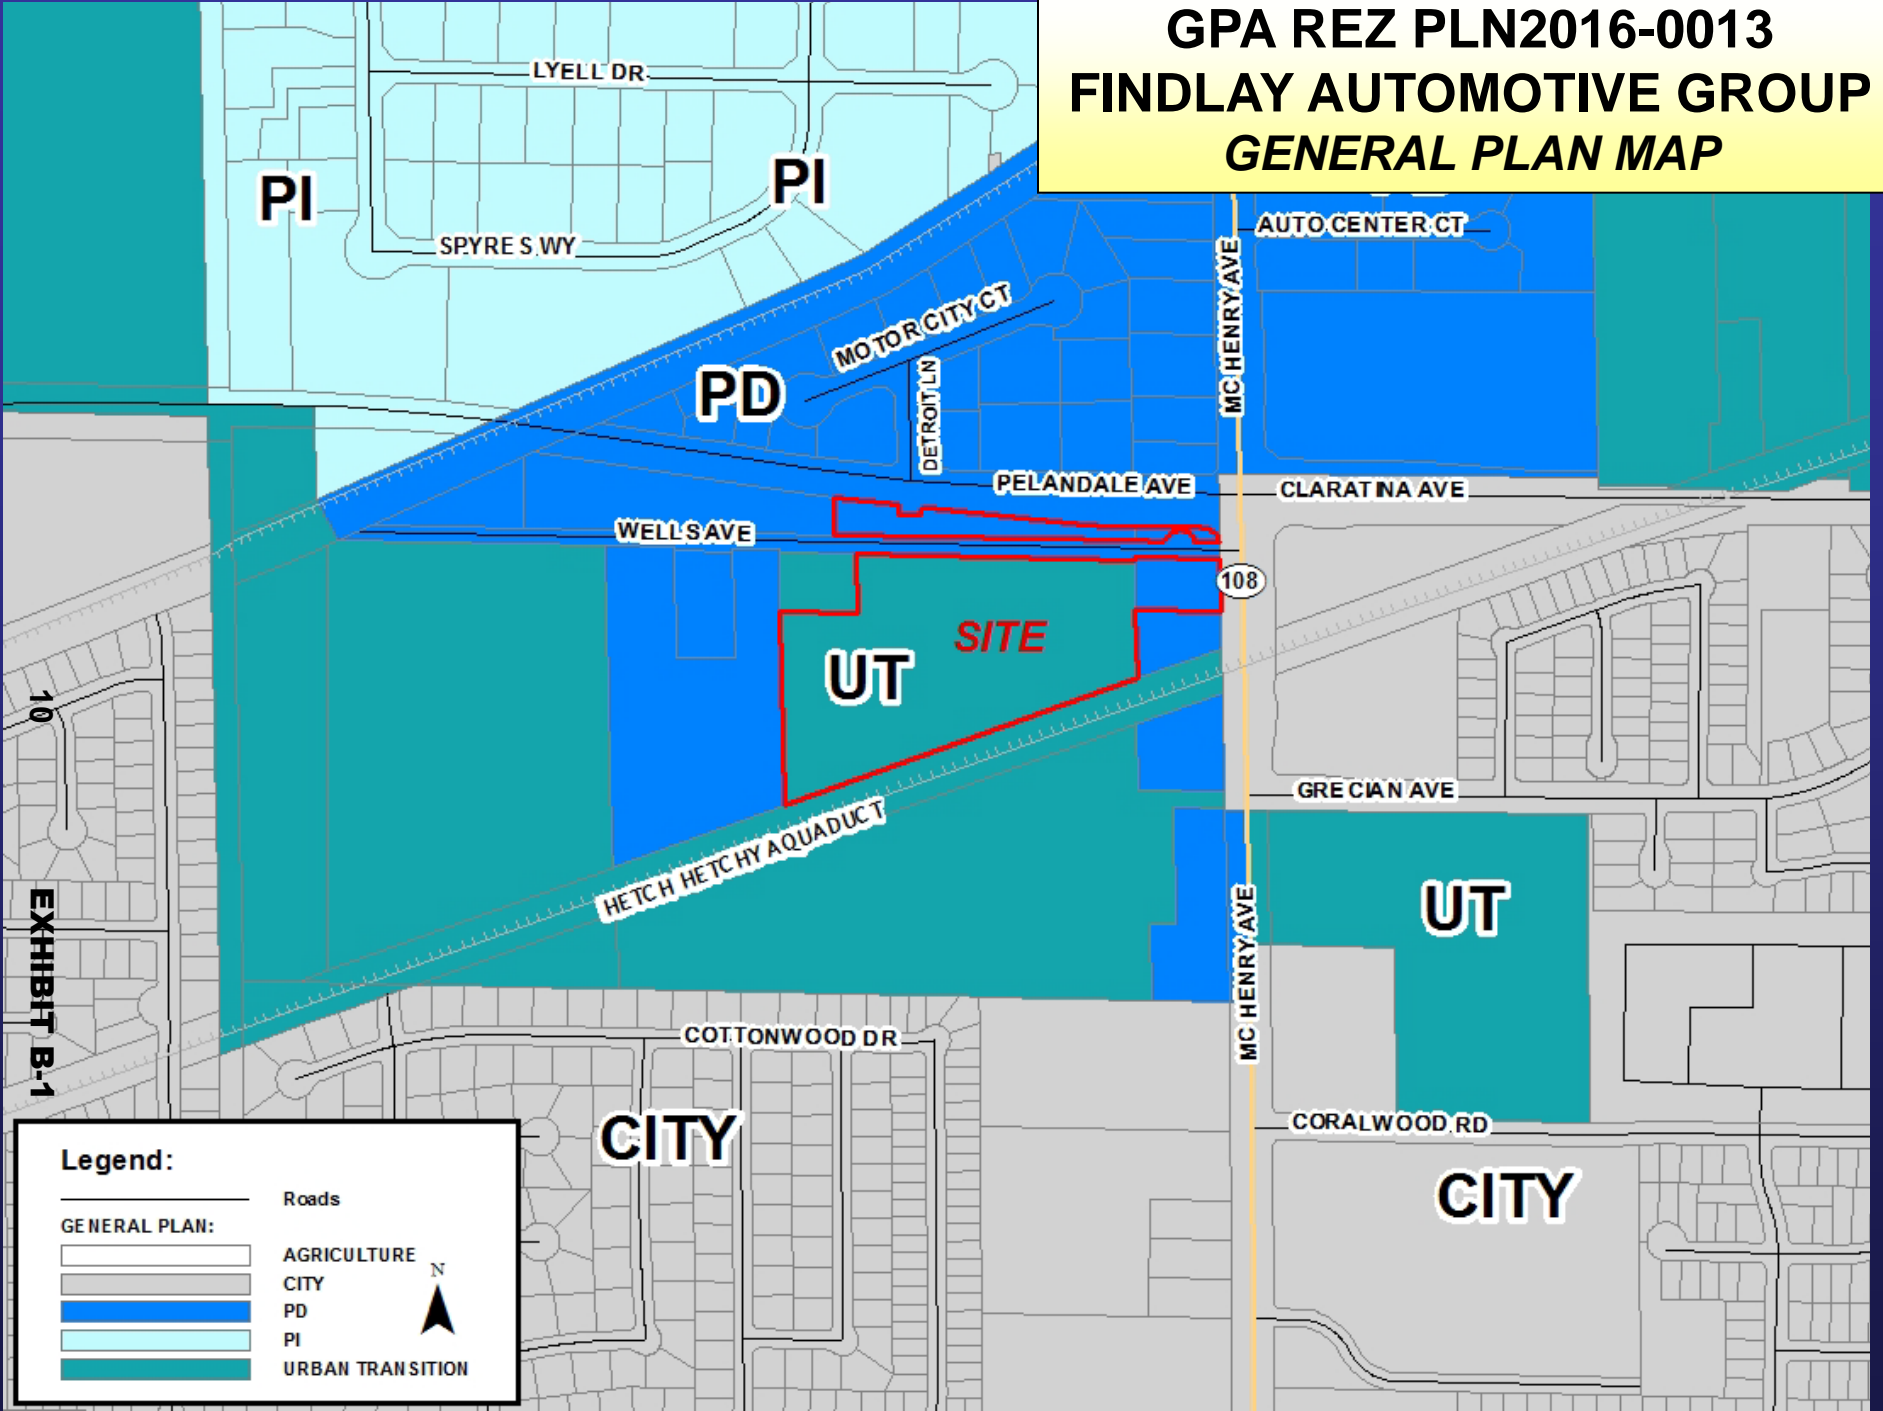 GPA REZ PLN2016-0013
FINDLAY AUTOMOTIVE GROUP
GENERAL PLAN MAP
LYELL DR
PI
PI
SPYRES WY
AUTO CENTER CT
MC HENRY AVE
MOTOR CITY CT
DETROIT LN
PD
PELANDALE AVE
CLARATINA AVE
WELLS AVE
108
SITE
UT
HETCH HETCHY AQUADUCT
GRECIAN AVE
UT
MC HENRY AVE
COTTONWOOD DR
CITY
CORALWOOD RD
CITY
10
EXHIBIT B-1
Legend:
Roads
GENERAL PLAN:
AGRICULTURE
CITY
PD
PI
URBAN TRANSITION
N